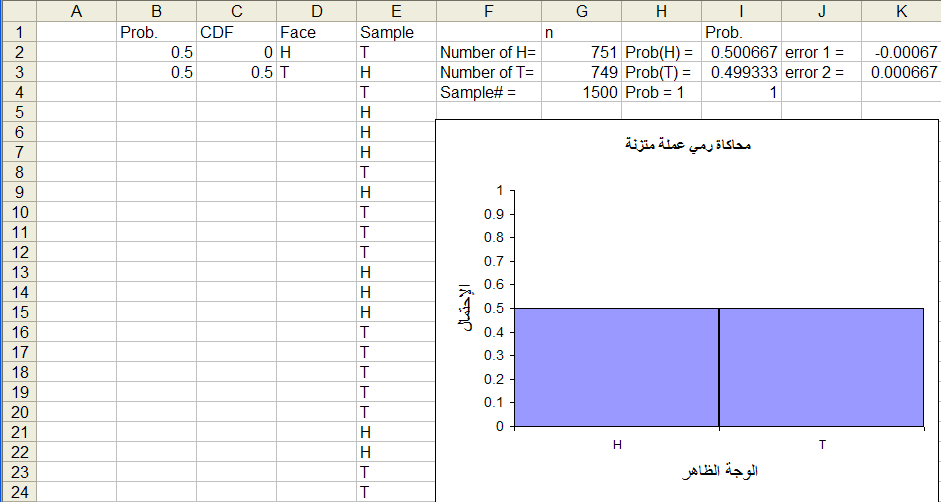 A B C D E F G H I J K
1 Prob. CDF Face Sample n Prob.
2 0.5 0 H T Number of H= 751 Prob(H) = 0.500667 error 1 = -0.00067
3 0.5 0.5 T H Number of T= 749 Prob(T) = 0.499333 error 2 = 0.000667
4 T Sample# = 1500 Prob = 1 1
5 H
6 H
7 H
8 T
9 H
10 T
11 T
12 T
13 H
14 H
15 H
16 T
17 T
18 T
19 T
20 T
21 H
22 H
23 T
24 T
محاكاة رمي عملة متزنة
1
0.9
0.8
0.7
0.6
0.5
0.4
0.3
0.2
0.1
0
الإحتمال
H T
الوجة الظاهر